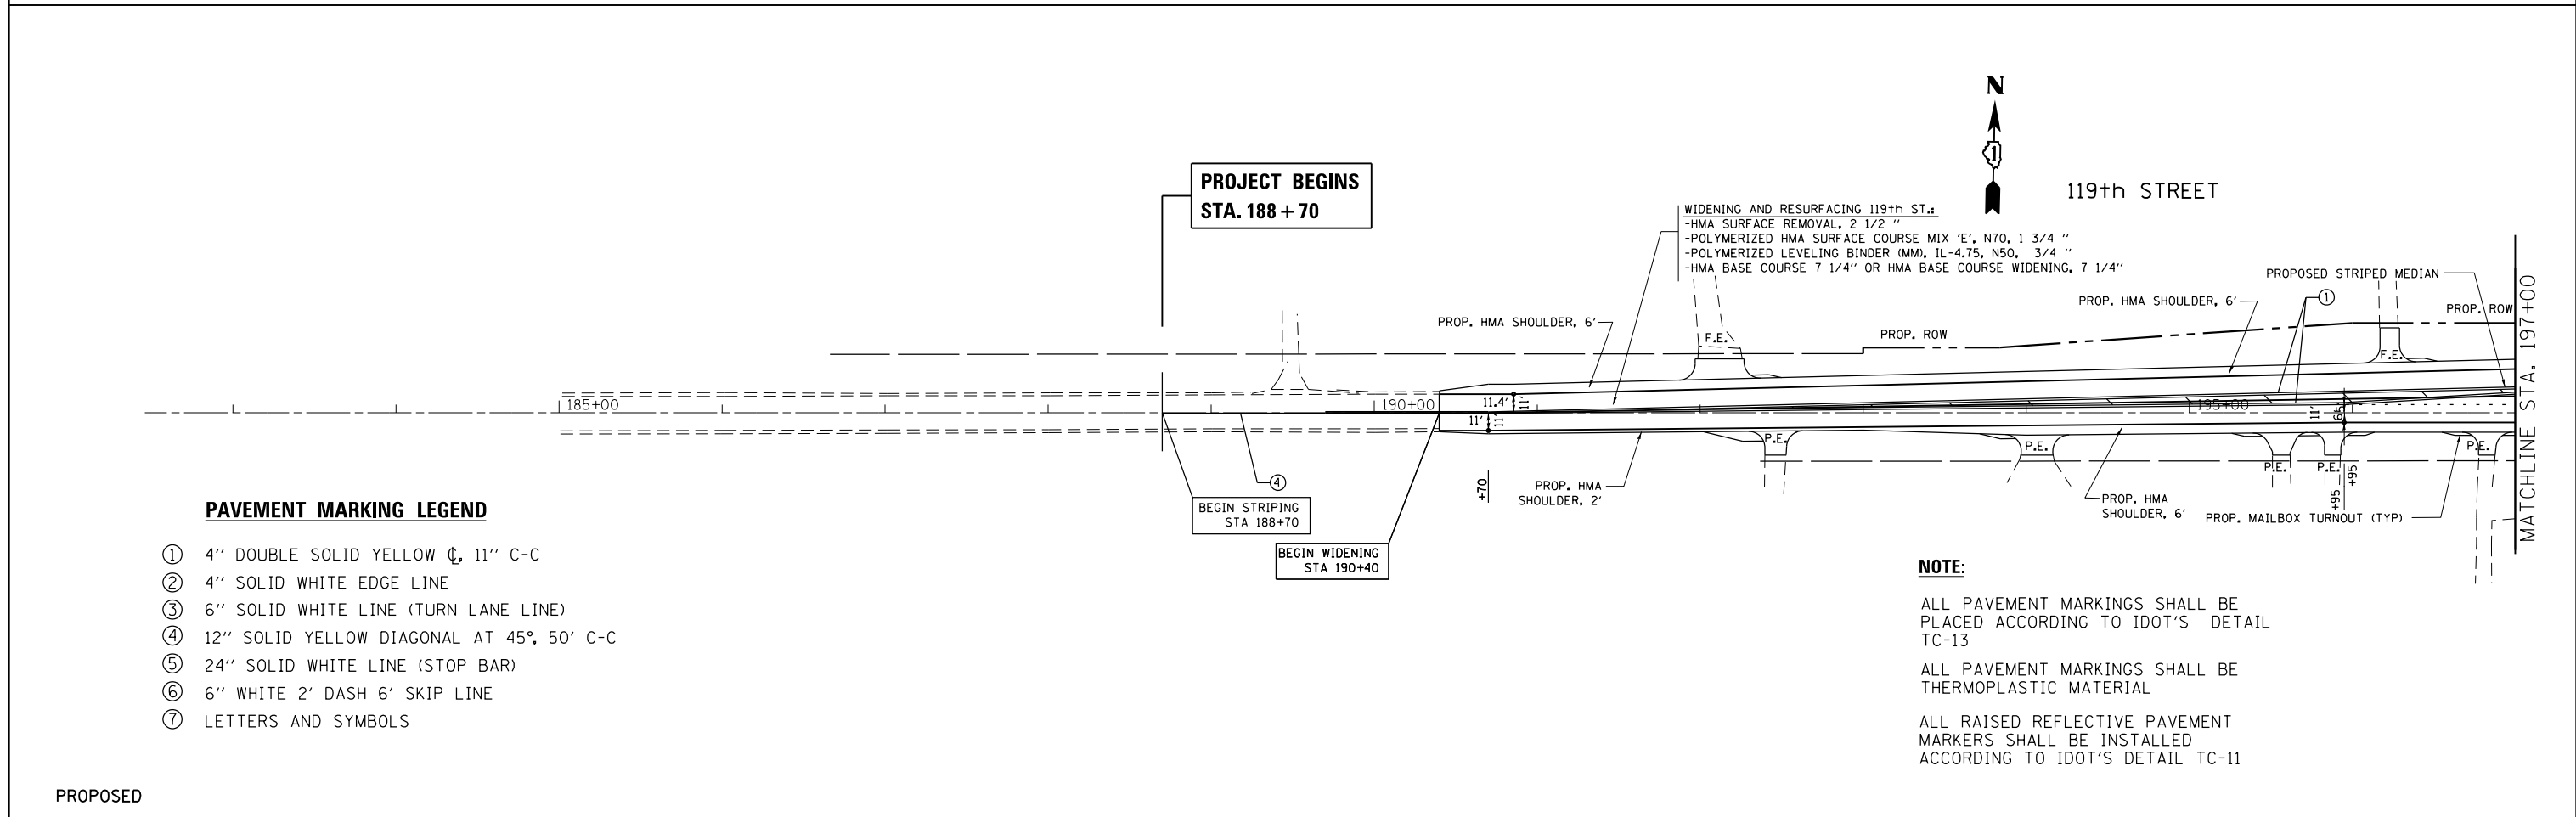 N
1
119th STREET
PROJECT BEGINS
STA. 188 + 70
WIDENING AND RESURFACING 119th ST.:
-HMA SURFACE REMOVAL, 2 1/2 "
-POLYMERIZED HMA SURFACE COURSE MIX 'E', N70, 1 3/4 "
-POLYMERIZED LEVELING BINDER (MM), IL-4.75, N50, 3/4 "
-HMA BASE COURSE 7 1/4" OR HMA BASE COURSE WIDENING, 7 1/4"
PROPOSED STRIPED MEDIAN
PROP. HMA SHOULDER, 6'
1
PROP. ROW
PROP. HMA SHOULDER, 6'
PROP. ROW
F.E.
F.E.
MATCHLINE STA. 197+00
185+00
190+00
195+00
11.4'
11'
11'
11'
11'
P.E.
P.E.
P.E.
P.E.
P.E.
+70
+95
+95
4
PROP. HMA
SHOULDER, 2'
PROP. HMA
SHOULDER, 6'
PROP. MAILBOX TURNOUT (TYP)
BEGIN STRIPING
STA 188+70
BEGIN WIDENING
STA 190+40
PAVEMENT MARKING LEGEND
1 4" DOUBLE SOLID YELLOW ℄, 11" C-C
2 4" SOLID WHITE EDGE LINE
3 6" SOLID WHITE LINE (TURN LANE LINE)
4 12" SOLID YELLOW DIAGONAL AT 45°, 50' C-C
5 24" SOLID WHITE LINE (STOP BAR)
6 6" WHITE 2' DASH 6' SKIP LINE
7 LETTERS AND SYMBOLS
NOTE:
ALL PAVEMENT MARKINGS SHALL BE
PLACED ACCORDING TO IDOT'S DETAIL
TC-13
ALL PAVEMENT MARKINGS SHALL BE
THERMOPLASTIC MATERIAL
ALL RAISED REFLECTIVE PAVEMENT
MARKERS SHALL BE INSTALLED
ACCORDING TO IDOT'S DETAIL TC-11
PROPOSED